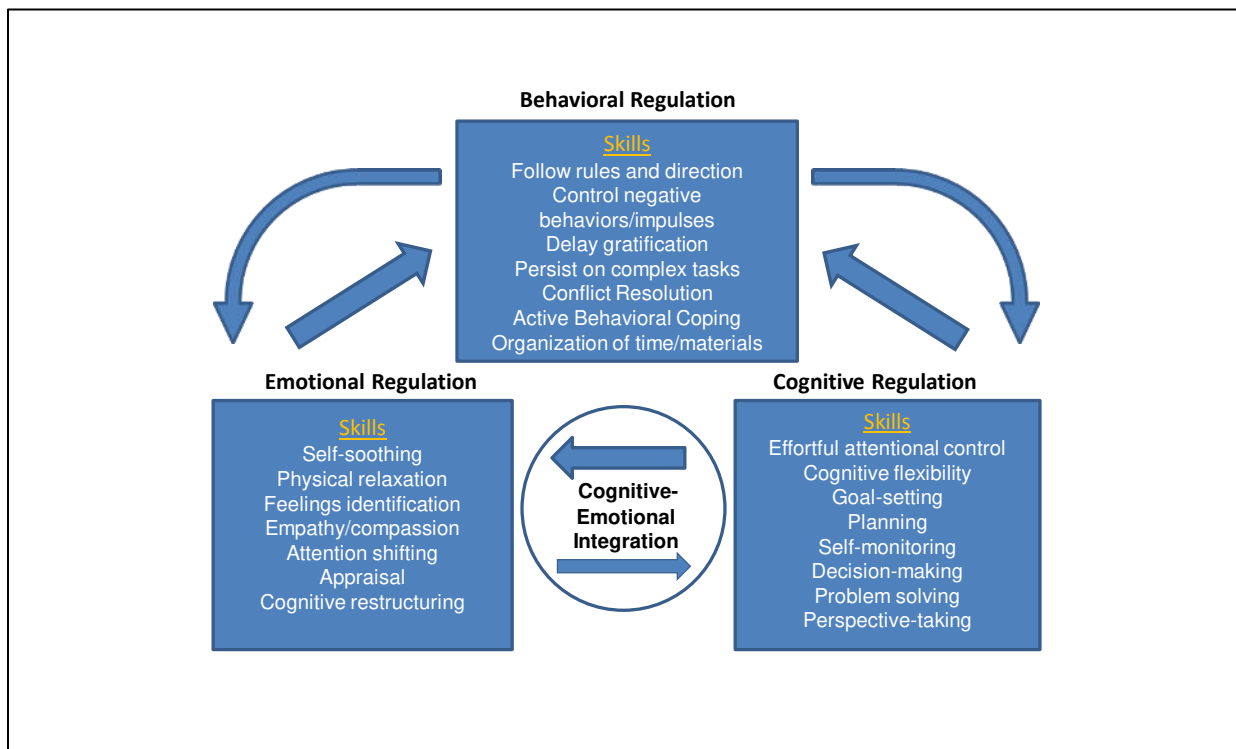 Behavioral Regulation
Skills
Follow rules and direction
Control negative
behaviors/impulses
Delay gratification
Persist on complex tasks
Conflict Resolution
Active Behavioral Coping
Organization of time/materials
Emotional Regulation
Skills
Self-soothing
Physical relaxation
Feelings identification
Empathy/compassion
Attention shifting
Appraisal
Cognitive restructuring
Cognitive-
Emotional
Integration
Cognitive Regulation
Skills
Effortful attentional control
Cognitive flexibility
Goal-setting
Planning
Self-monitoring
Decision-making
Problem solving
Perspective-taking